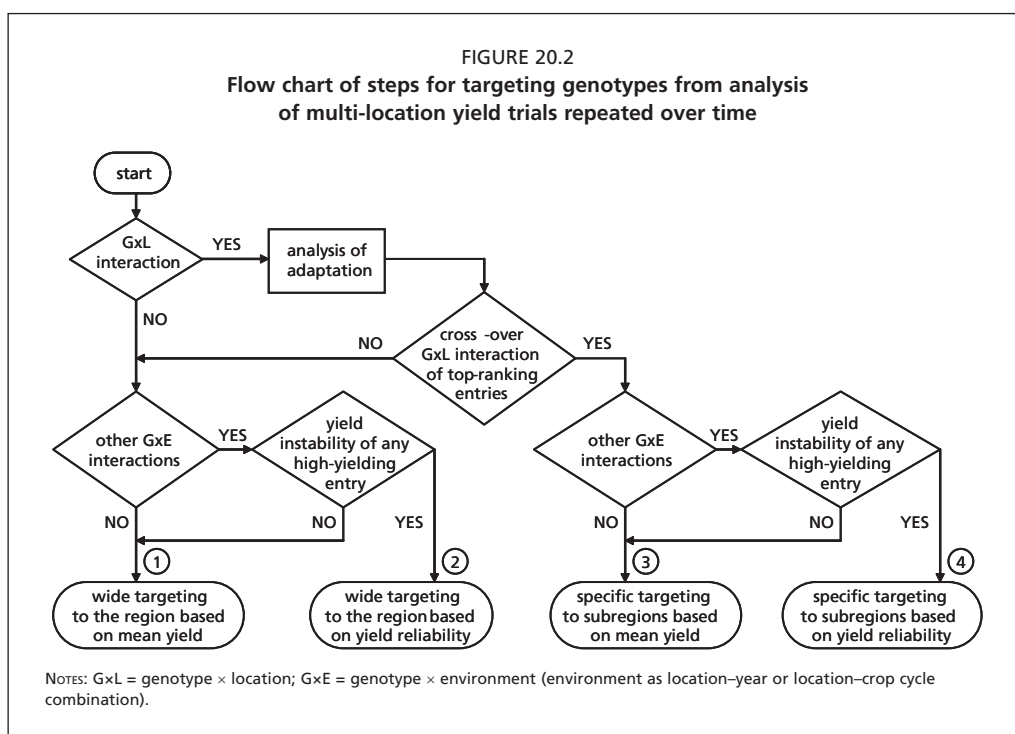 FIGURE 20.2
Flow chart of steps for targeting genotypes from analysis
of multi-location yield trials repeated over time
start
GxL
interaction
YES
analysis of
adaptation
NO
cross -over
GxL interaction
of top-ranking
entries
NO
YES
other GxE
interactions
YES
yield
instability of any
high-yielding
entry
NO
NO
YES
other GxE
interactions
YES
yield
instability of any
high-yielding
entry
NO
NO
YES
1
wide targeting
to the region based
on mean yield
2
wide targeting
to the region based
on yield reliability
3
specific targeting
to subregions based
on mean yield
4
specific targeting
to subregions based
on yield reliability
NOTES: G×L = genotype × location; G×E = genotype × environment (environment as location–year or location–crop cycle
combination).